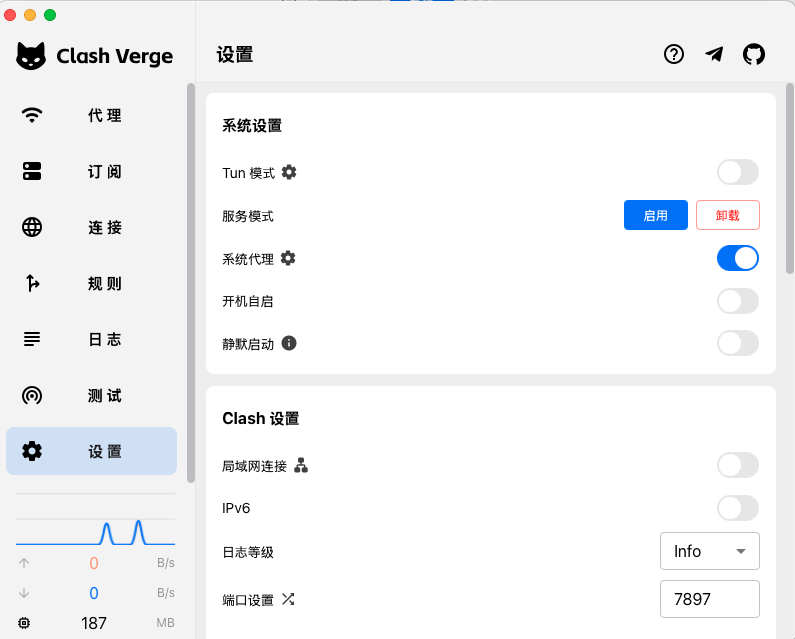 Clash Verge
代理
订阅
连接
规则
日志
测试
设置
0 B/s
0 B/s
187 MB
设置
系统设置
Tun 模式
服务模式 启用 卸载
系统代理
开机自启
静默启动
Clash 设置
局域网连接
IPv6
日志等级 Info
端口设置 7897